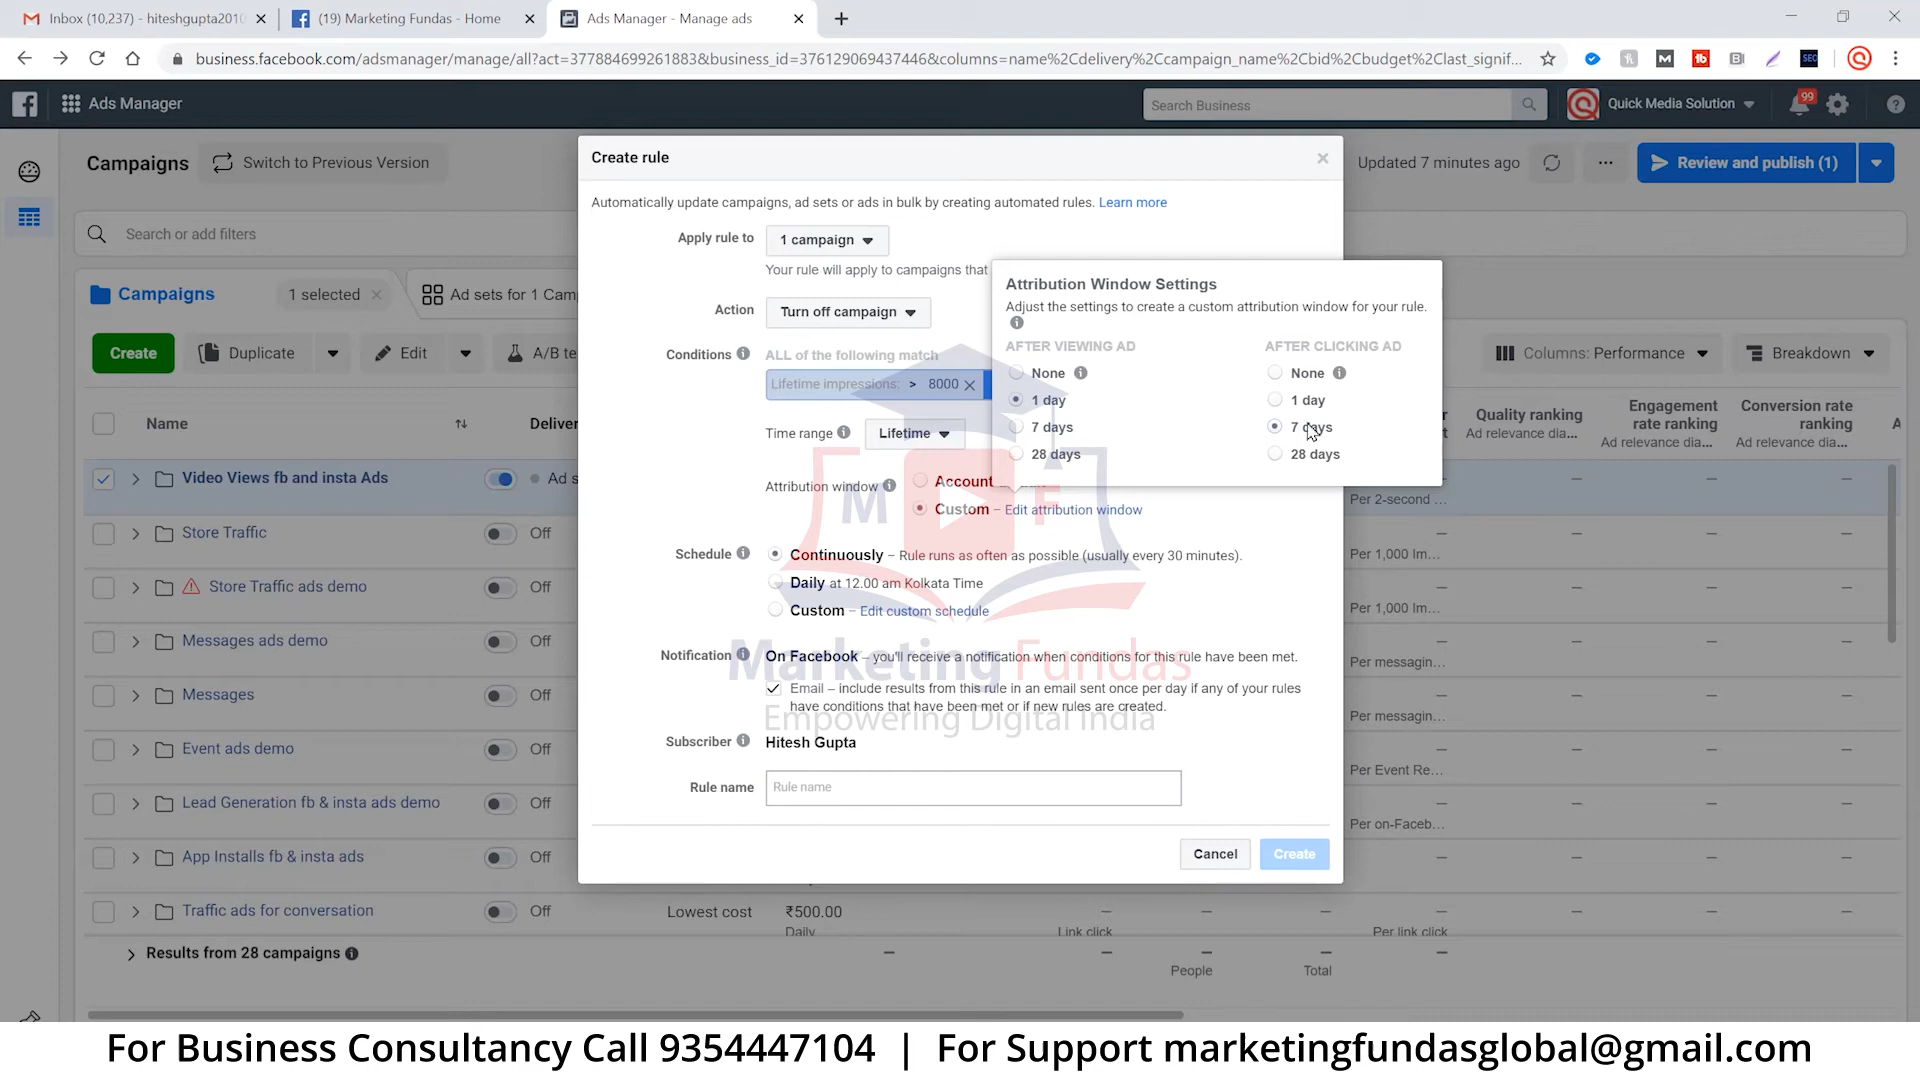 Inbox (10,237) - hiteshgupta2010
(19) Marketing Fundas - Home
Ads Manager - Manage ads
business.facebook.com/adsmanager/manage/all?act=377884699261883&business_id=376129069437446&columns=name%2Cdelivery%2Ccampaign_name%2Cbid%2Cbudget%2Clast_signif...
Ads Manager
Search Business
Quick Media Solution
99
Campaigns
Switch to Previous Version
Create rule
Updated 7 minutes ago
Review and publish (1)
Search or add filters
Automatically update campaigns, ad sets or ads in bulk by creating automated rules. Learn more
Apply rule to
1 campaign
Your rule will apply to campaigns that
Campaigns
1 selected
Ad sets for 1 Cam
Action
Turn off campaign
Attribution Window Settings
Adjust the settings to create a custom attribution window for your rule.
AFTER VIEWING AD
AFTER CLICKING AD
None
None
1 day
1 day
7 days
7 days
28 days
28 days
Create
Duplicate
Edit
A/B te
Columns: Performance
Breakdown
Conditions
ALL of the following match
Lifetime impressions: > 8000
Time range
Lifetime
Attribution window
Account
Custom – Edit attribution window
Name
Deliver
Quality ranking
Ad relevance dia...
Engagement
rate ranking
Ad relevance dia...
Conversion rate
ranking
Ad relevance dia...
Video Views fb and insta Ads
Ad s
Per 2-second ...
Store Traffic
Off
Per 1,000 Im...
Store Traffic ads demo
Off
Per 1,000 Im...
Messages ads demo
Off
Per messagin...
Messages
Off
Per messagin...
Event ads demo
Off
Per Event Re...
Lead Generation fb & insta ads demo
Off
Per on-Faceb...
App Installs fb & insta ads
Off
Traffic ads for conversation
Off
Lowest cost
₹500.00
Daily
Link click
Per link click
Results from 28 campaigns
People
Total
Schedule
Continuously – Rule runs as often as possible (usually every 30 minutes).
Daily at 12.00 am Kolkata Time
Custom – Edit custom schedule
Notification
On Facebook – you'll receive a notification when conditions for this rule have been met.
Email – include results from this rule in an email sent once per day if any of your rules
have conditions that have been met or if new rules are created.
Subscriber
Hitesh Gupta
Rule name
Rule name
Cancel
Create
M F
Marketing Fundas
Empowering Digital India
For Business Consultancy Call 9354447104 | For Support marketingfundasglobal@gmail.com